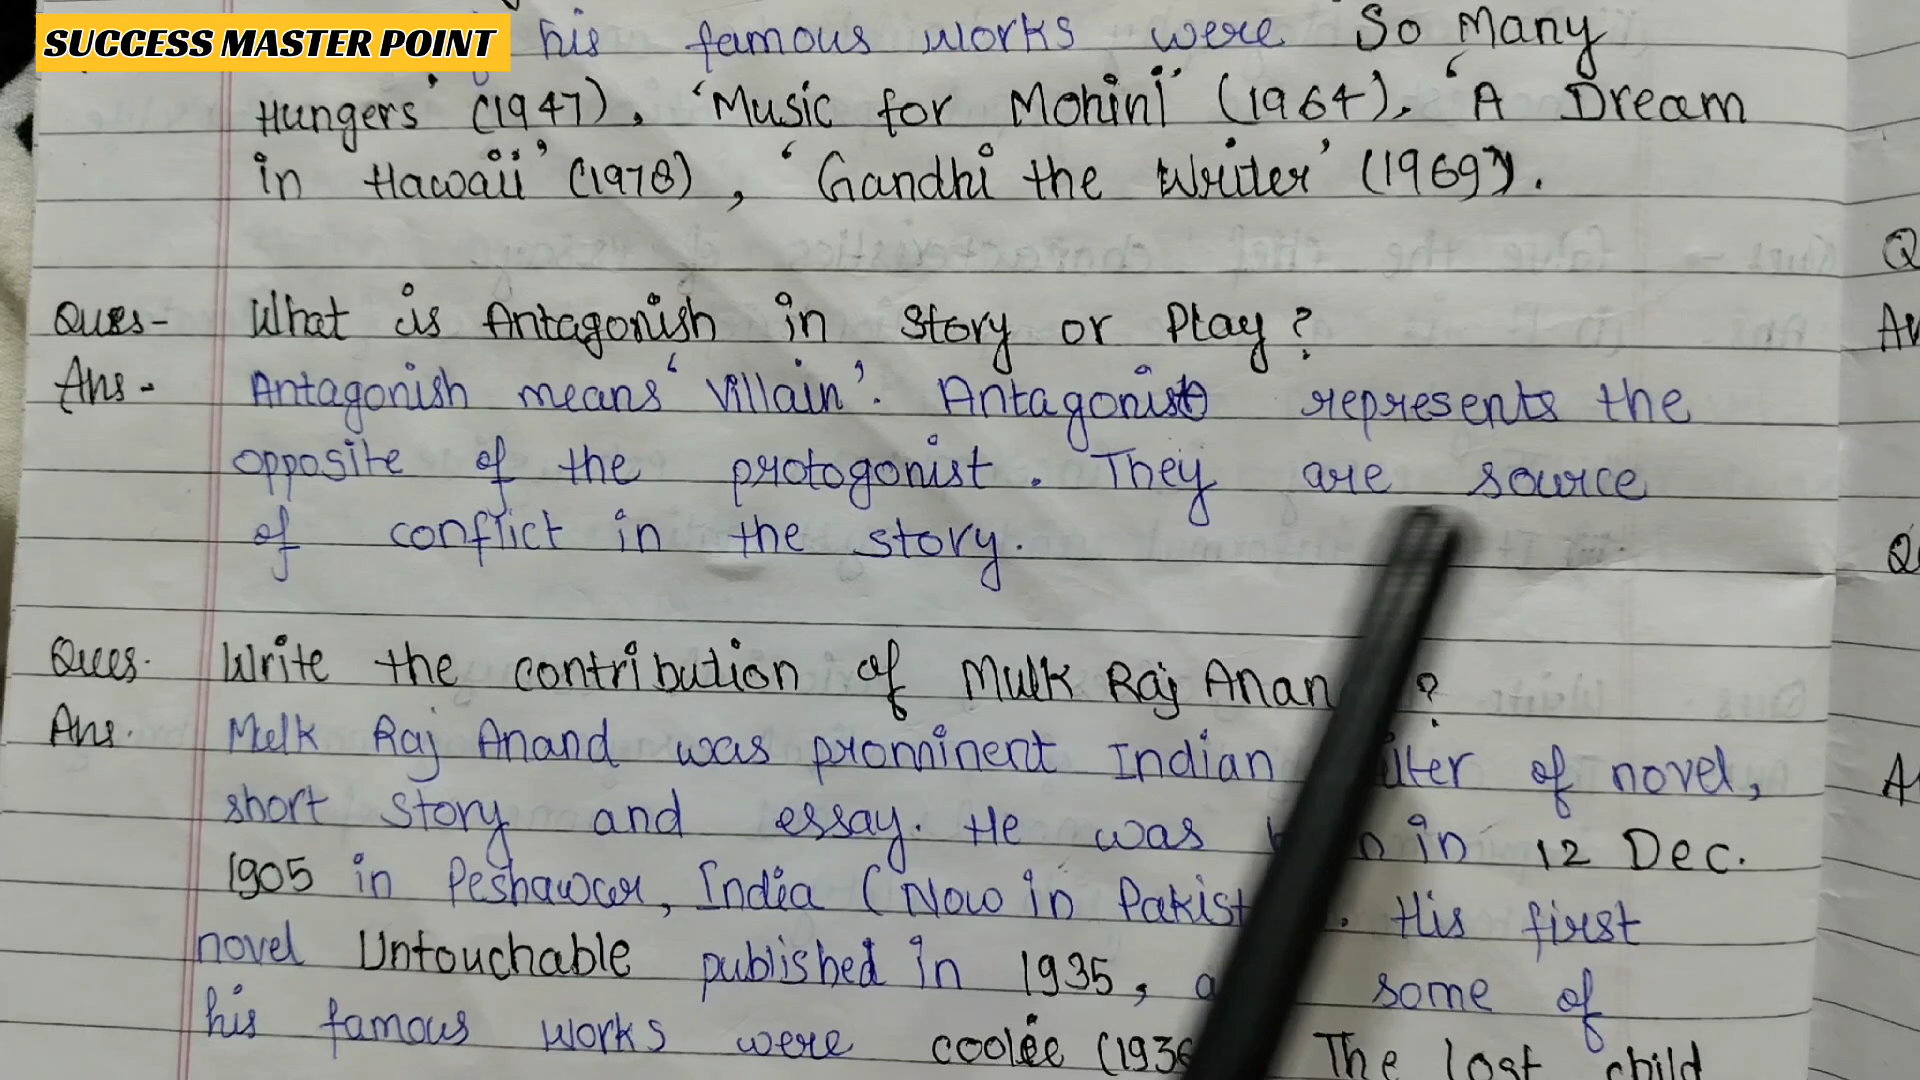 SUCCESS MASTER POINT
his famous works were So Many
Hungers' (1947), 'Music for Mohini' (1964), 'A Dream
in Hawaii' (1978), 'Gandhi the Writer' (1969).
Ques- What is Antagonish in story or Play?
Ans- Antagonish means 'Villain'. Antagonist represents the
opposite of the protogonist. They are source
of conflict in the story.
Ques. Write the contribution of Mulk Raj Anan ?
Ans. Mulk Raj Anand was prominent Indian of novel,
short story and essay. He was in 12 Dec.
1905 in Peshawar, India (Now in Pakist . His first
novel Untouchable published in 1935, some of
his famous works were coolie (1936 The lost child